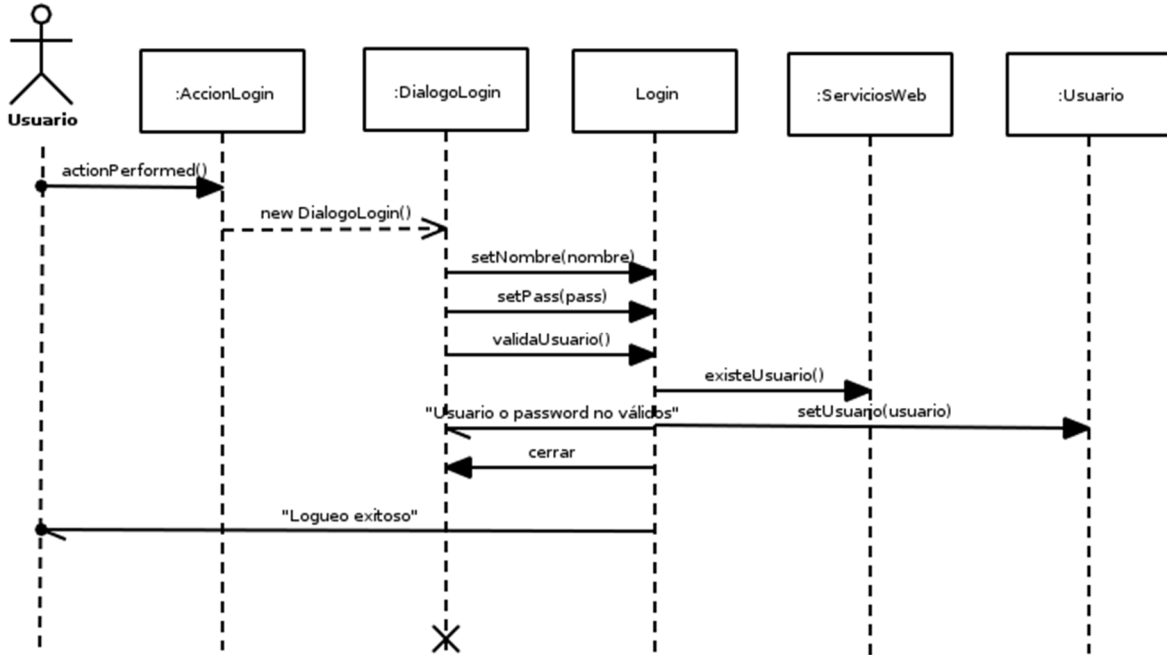 Usuario
:AccionLogin
:DialogoLogin
Login
:ServiciosWeb
:Usuario
actionPerformed()
new DialogoLogin()
setNombre(nombre)
setPass(pass)
validaUsuario()
existeUsuario()
"Usuario o password no válidos"
setUsuario(usuario)
cerrar
"Logueo exitoso"